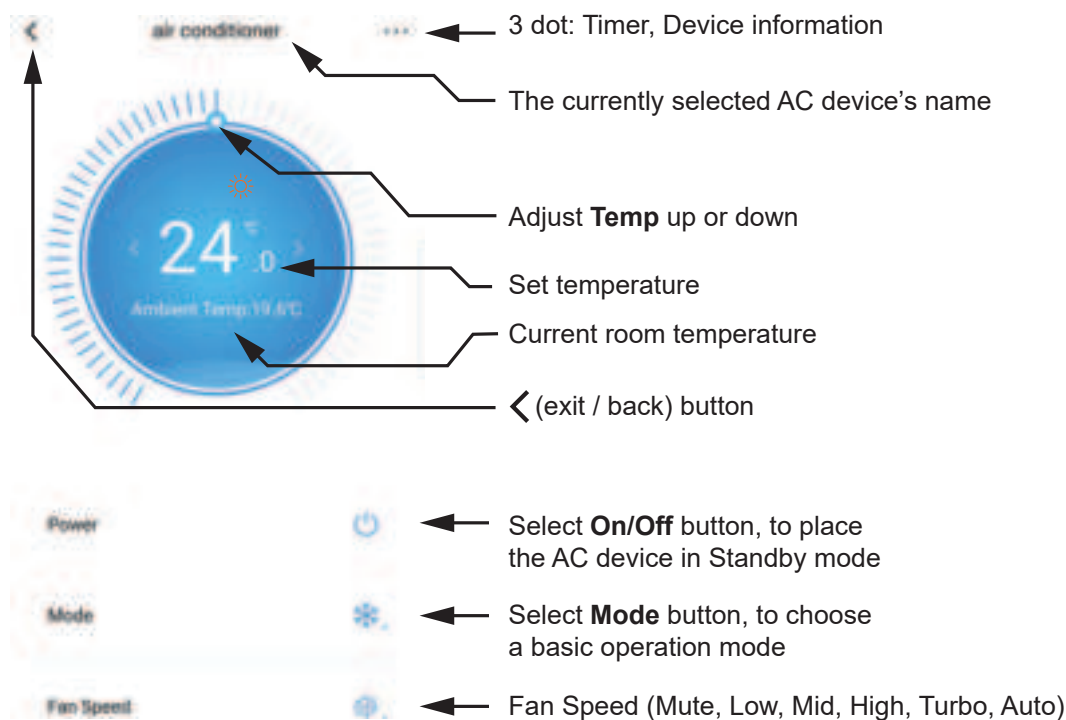 air conditioner
3 dot: Timer, Device information
The currently selected AC device's name
Adjust Temp up or down
24.0 °C
Set temperature
Ambient Temp:19.6°C
Current room temperature
(exit / back) button
Power
Select On/Off button, to place
the AC device in Standby mode
Mode
Select Mode button, to choose
a basic operation mode
Fan Speed
Fan Speed (Mute, Low, Mid, High, Turbo, Auto)